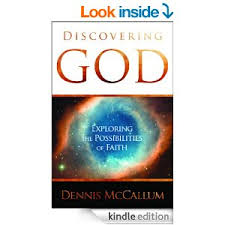 Look inside
DISCOVERING
GOD
EXPLORING
THE POSSIBILITIES
OF FAITH
DENNIS MCCALLUM
kindle edition